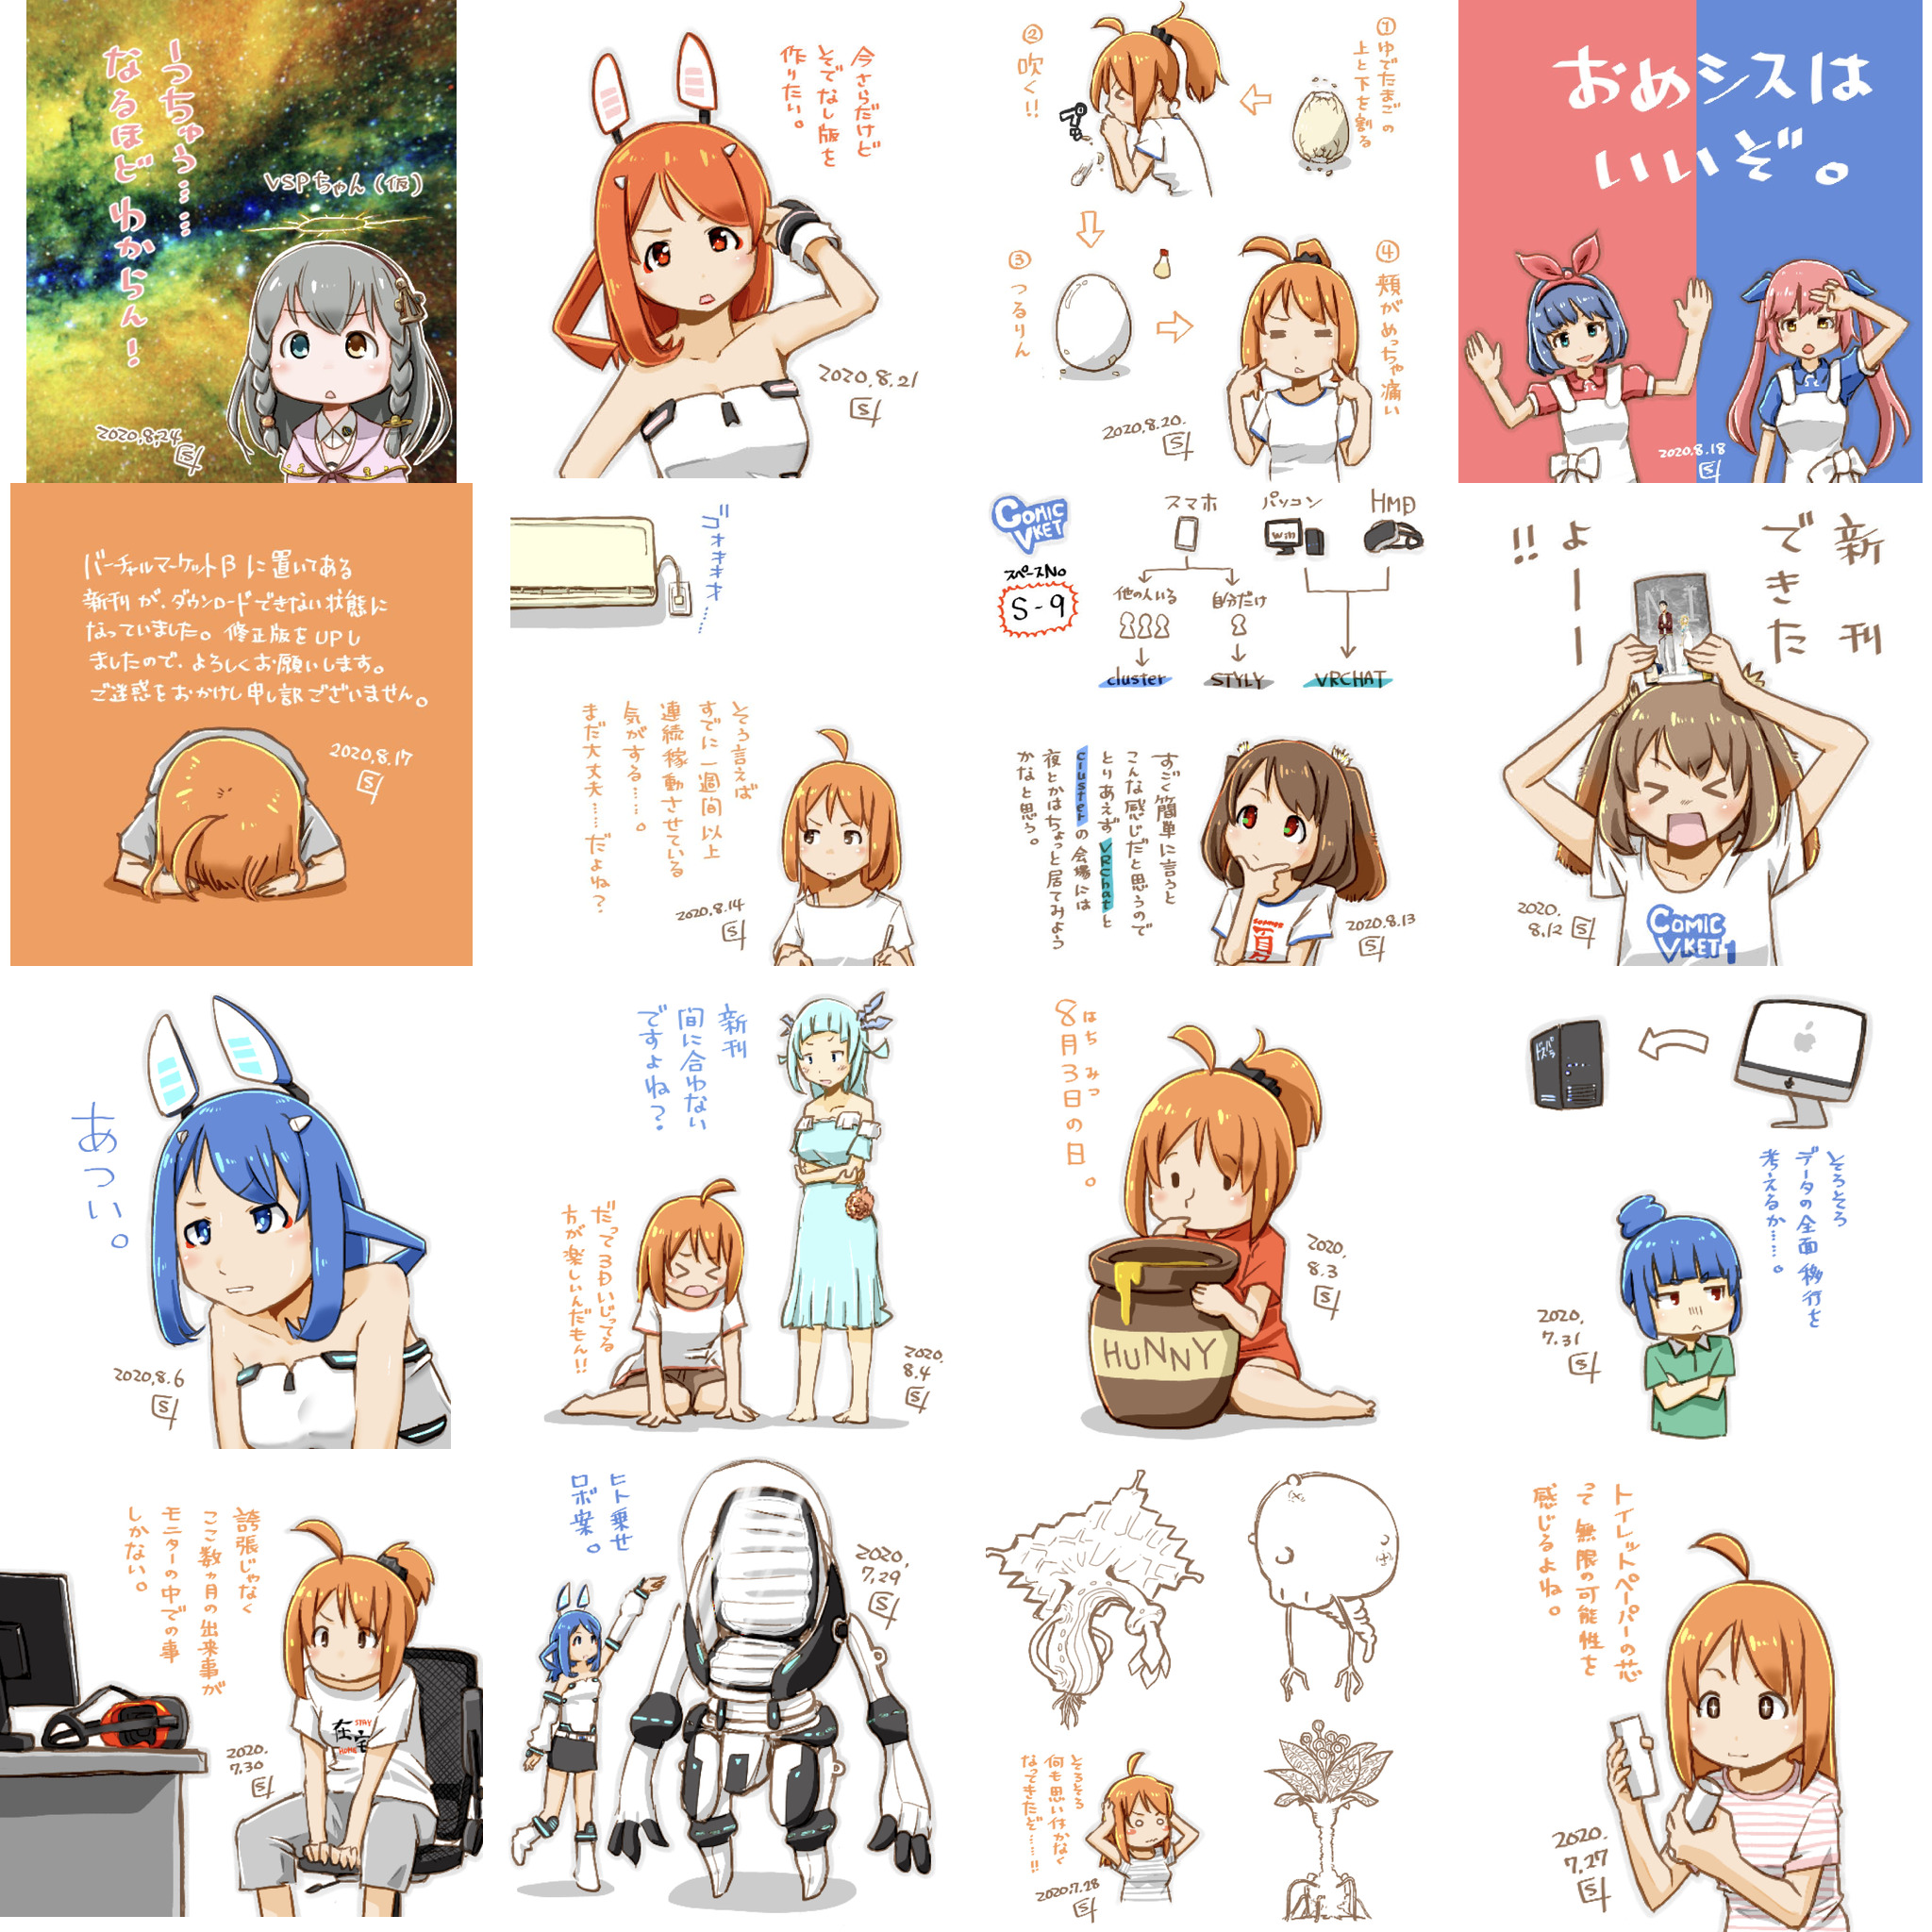 うちゅう……
なるほどわからん!
VSPちゃん(仮)
2020.8.24
今さらだけど
そでなし版を
作りたい。
2020.8.21
①ゆでたまごの
上と下を割る
②吹く!!
プッ
③つるりん
④頬がめっちゃ痛い
2020.8.20.
おめシスは
いいぞ。
2020.8.18
バーチャルマーケットβに置いてある
新刊が、ダウンロードできない状態に
なっていました。修正版をUPし
ましたので、よろしくお願いします。
ご迷惑をおかけし申し訳ございません。
2020.8.17
ゴォォォォォ……
そう言えば
すでに一週間以上
連続稼動させている
気がする……。
まだ大丈夫……だよね?
2020.8.14
COMIC
VKET
スペースNo
S-9
スマホ
パソコン
HMD
Win
他の人いる
自分だけ
cluster
STYLY
VRCHAT
すごく簡単に言うと
こんな感じだと思うので
とりあえずVRChatと
clusterの会場には
夜とかはちょっと居てみよう
かなと思う。
2020.8.13
新刊
できた
よーー!!
COMIC
VKET1
2020.
8.12
あつい。
2020.8.6
新刊
間に合わない
ですよね?
だって3Dいじってる
方が楽しいんだもん!!
2020.
8.4
はち みつ
8月3日の日。
HUNNY
2020.
8.3
ドスパラ
そろそろ
データの全面移行を
考えるか……。
2020.
7.31
誇張じゃなく
ここ数ヵ月の出来事が
モニターの中での事
しかない。
STAY
在宅
HOME
2020.
7.30
ヒト乗せ
ロボ案。
2020.
7.29
そろそろ
何も思い付かなく
なってきたぞ……!!
2020.7.28
トイレットペーパーの芯
って無限の可能性を
感じるよね。
2020.
7.27